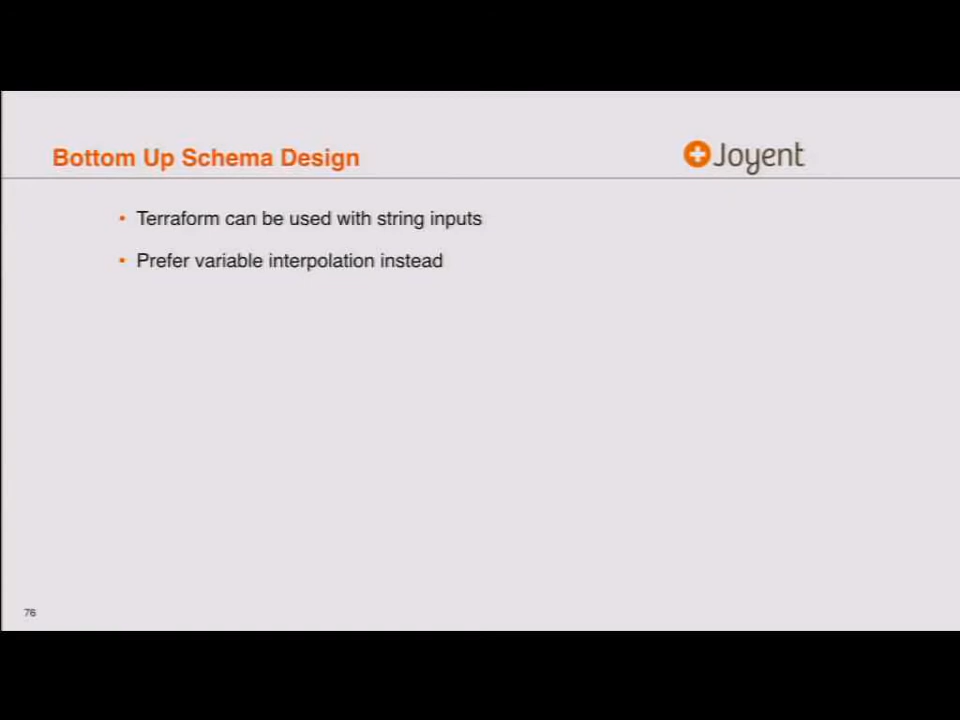 Bottom Up Schema Design
Joyent
• Terraform can be used with string inputs
• Prefer variable interpolation instead
76